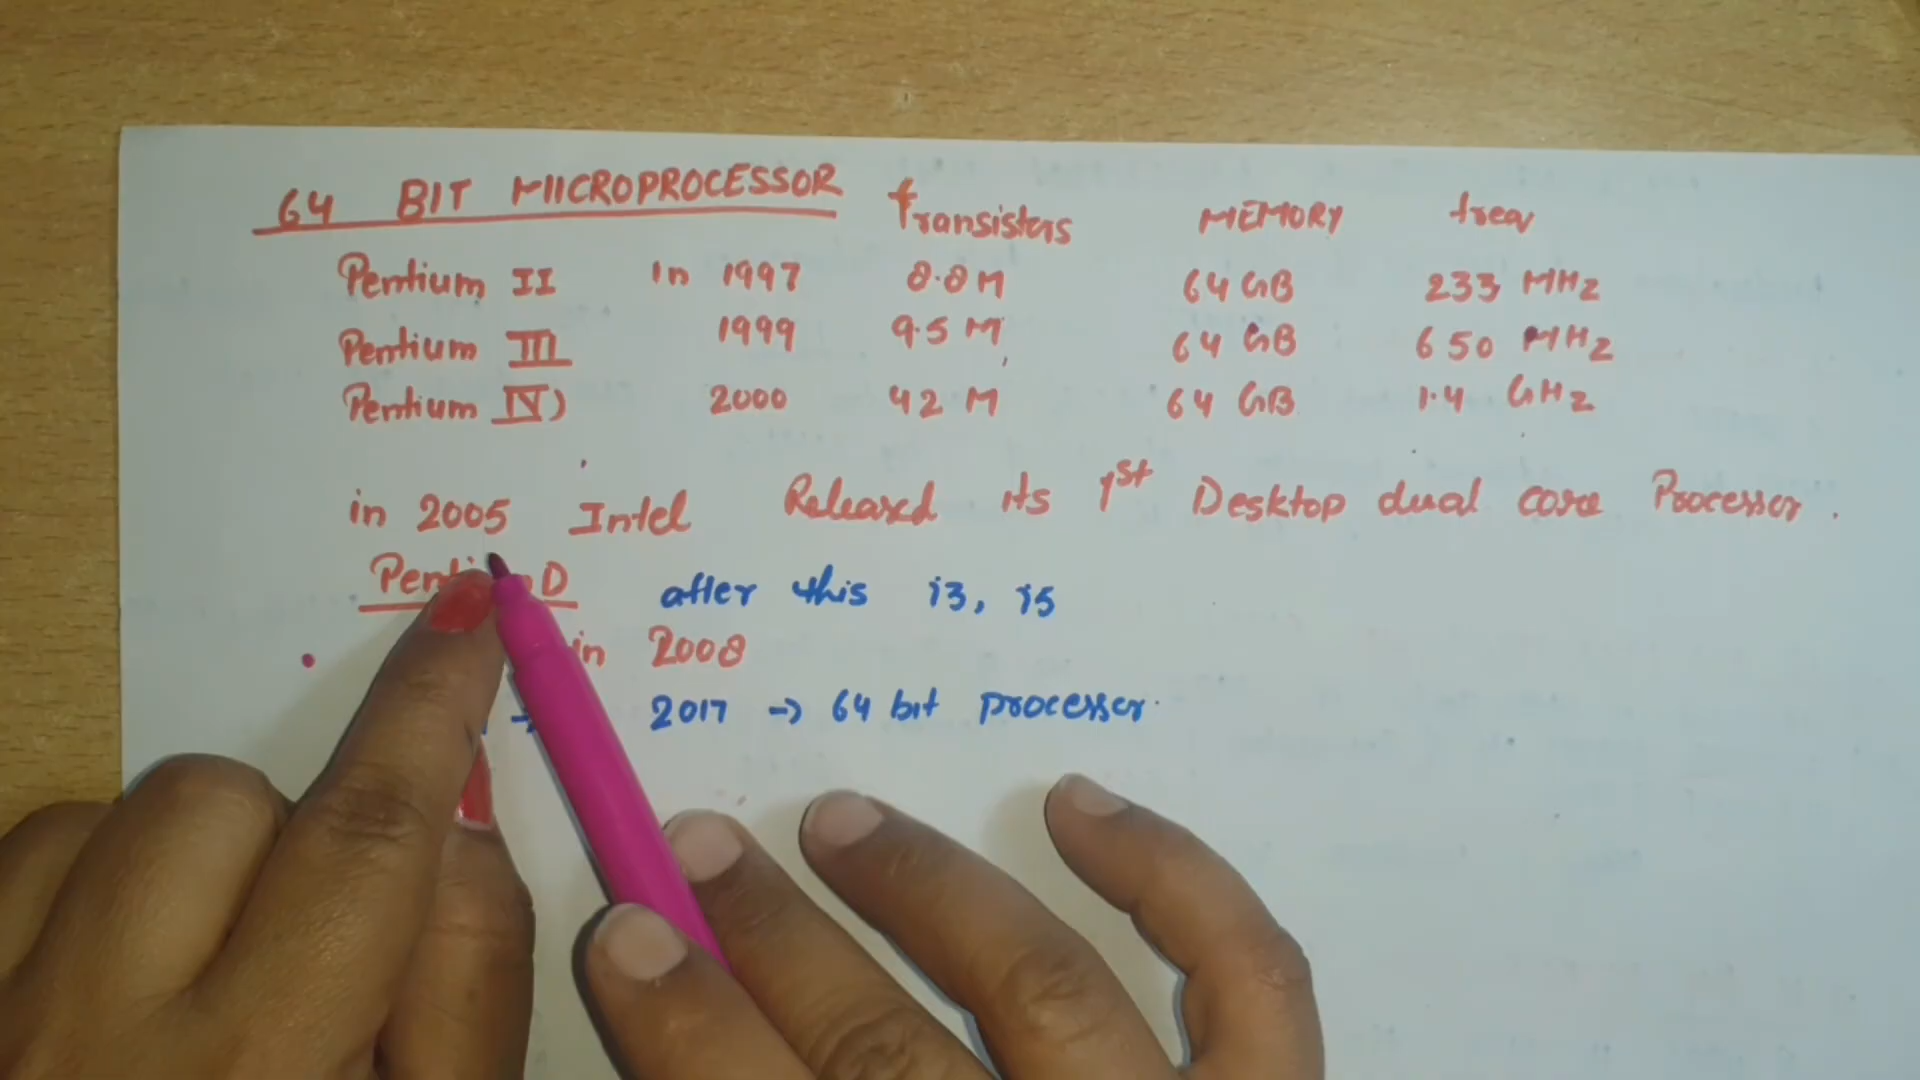 64 BIT MICROPROCESSOR Transistors MEMORY freq
Pentium II in 1997 8.8M 64 GB 233 MHz
Pentium III 1999 9.5 M 64 GB 650 MHz
Pentium IV) 2000 42 M 64 GB 1.4 GHz
in 2005 Intel Released its 1st Desktop dual core Processor.
D after this i3, i5
in 2008
2017 → 64 bit processor.